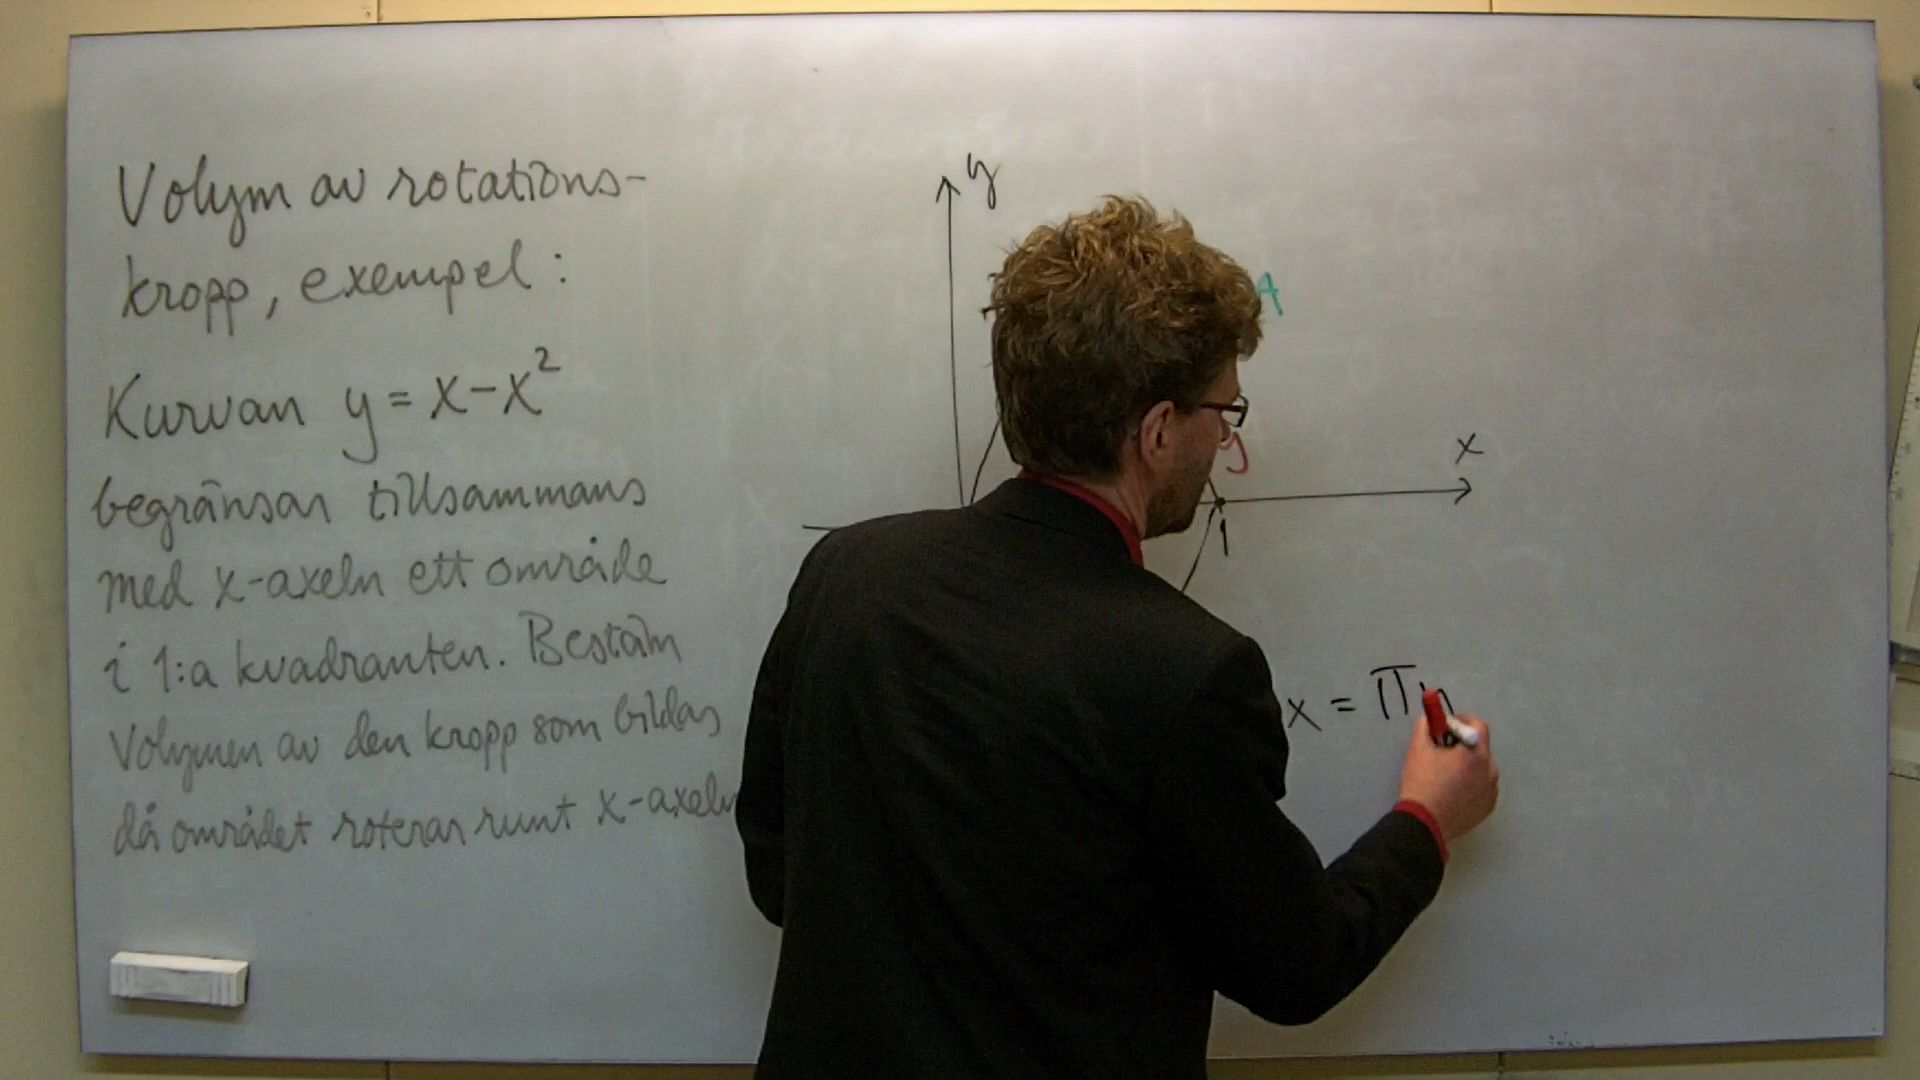 Volym av rotations-
kropp, exempel:
Kurvan y = x - x²
begränsar tillsammans
med x-axeln ett område
i 1:a kvadranten. Bestäm
Volymen av den kropp som bildas
då området roterar runt x-axeln
y
A
y
x
1
x = π